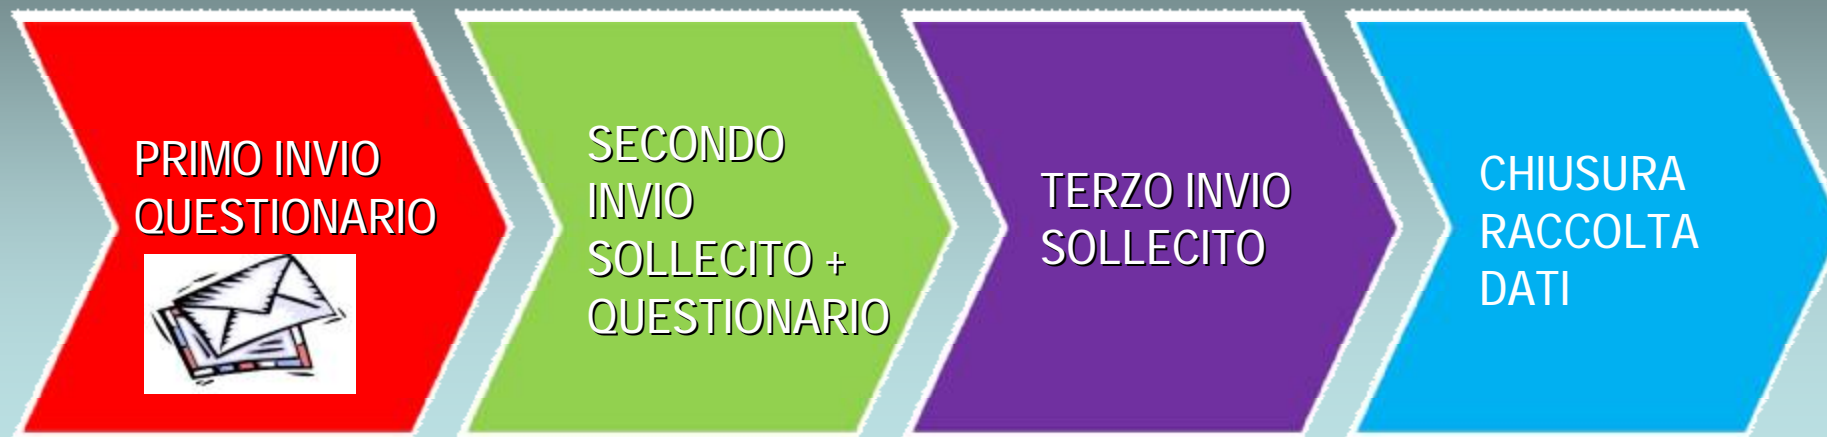 PRIMO INVIO
QUESTIONARIO
SECONDO
INVIO
SOLLECITO +
QUESTIONARIO
TERZO INVIO
SOLLECITO
CHIUSURA
RACCOLTA
DATI